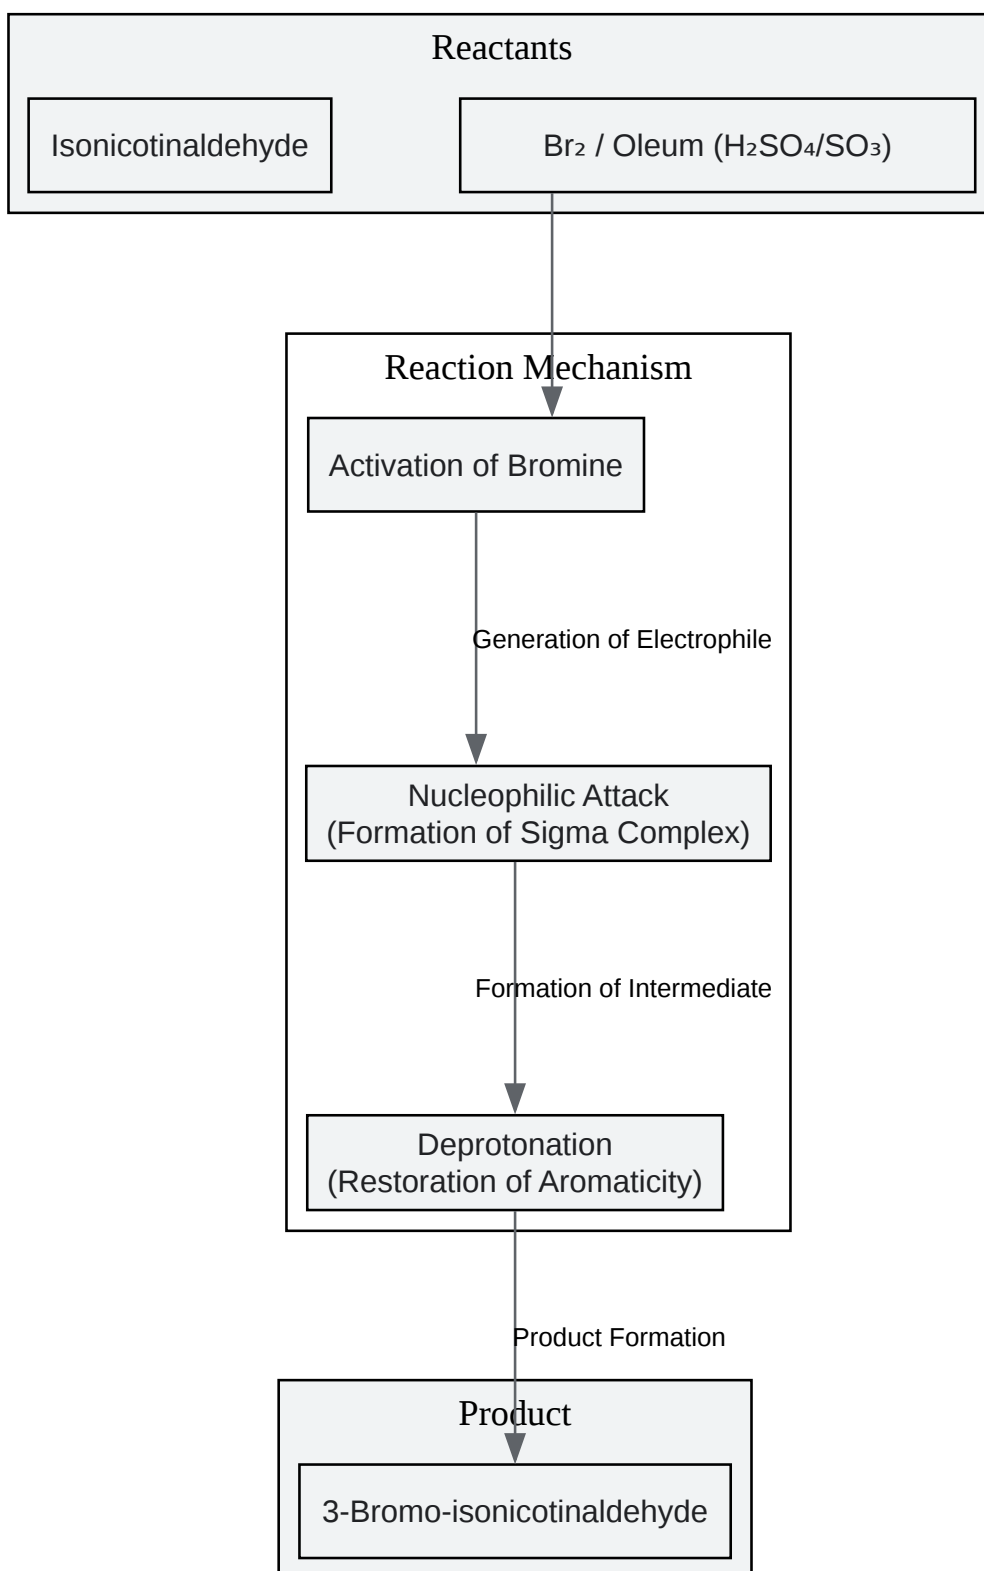 Reactants
Isonicotinaldehyde
Br₂ / Oleum (H₂SO₄/SO₃)
Reaction Mechanism
Activation of Bromine
Generation of Electrophile
Nucleophilic Attack
(Formation of Sigma Complex)
Formation of Intermediate
Deprotonation
(Restoration of Aromaticity)
Product Formation
Product
3-Bromo-isonicotinaldehyde